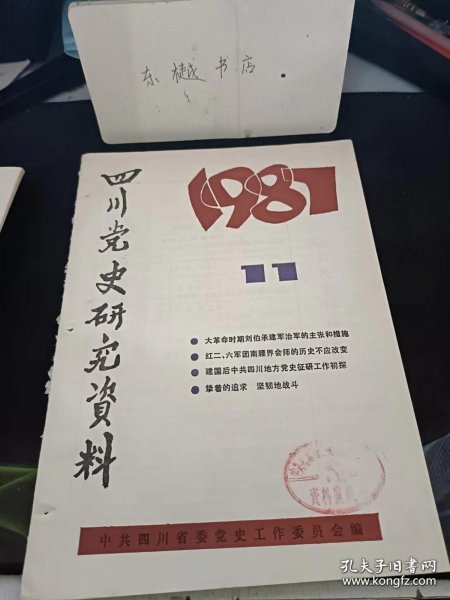 东樾书店
四川党史研究資料
1987
11
大革命时期刘伯承建军治军的主张和措施
红二、六军团南腰界会师的历史不应改变
建国后中共四川地方党史征研工作初探
挚着的追求 坚韧地战斗
中共四川省委党史工作委员会编
孔夫子旧书网
www.kongfz.com